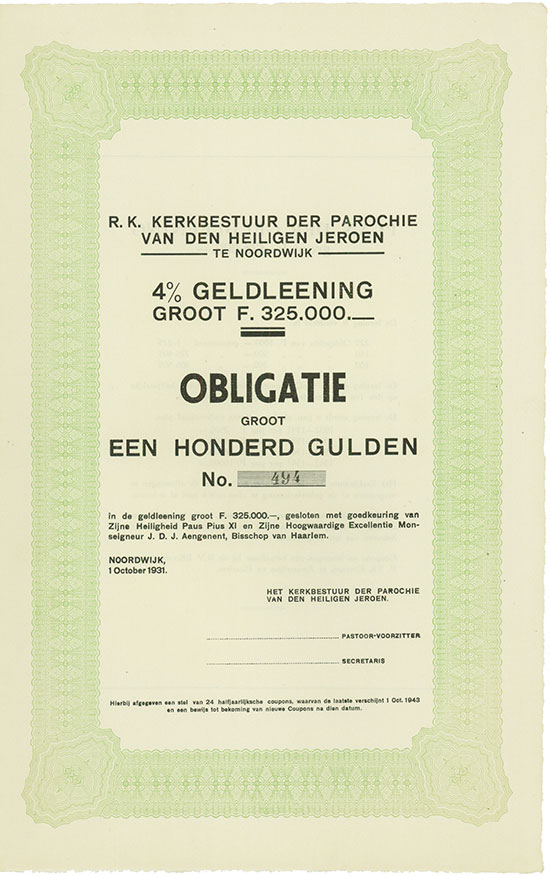 R. K. KERKBESTUUR DER PAROCHIE
VAN DEN HEILIGEN JEROEN
TE NOORDWIJK
4% GELDLEENING
GROOT F. 325.000.—
OBLIGATIE
GROOT
EEN HONDERD GULDEN
No. 494
in de geldleening groot F. 325.000.—, gesloten met goedkeuring van
Zijne Heiligheid Paus Pius XI en Zijne Hoogwaardige Excellentie Mon-
seigneur J. D. J. Aengenent, Bisschop van Haarlem.
NOORDWIJK,
1 October 1931.
HET KERKBESTUUR DER PAROCHIE
VAN DEN HEILIGEN JEROEN.
PASTOOR-VOORZITTER
SECRETARIS
Hierbij afgegeven een stel van 24 halfjaarlijksche coupons, waarvan de laatste verschijnt 1 Oct. 1943
en een bewijs tot bekoming van nieuwe Coupons na dien datum.